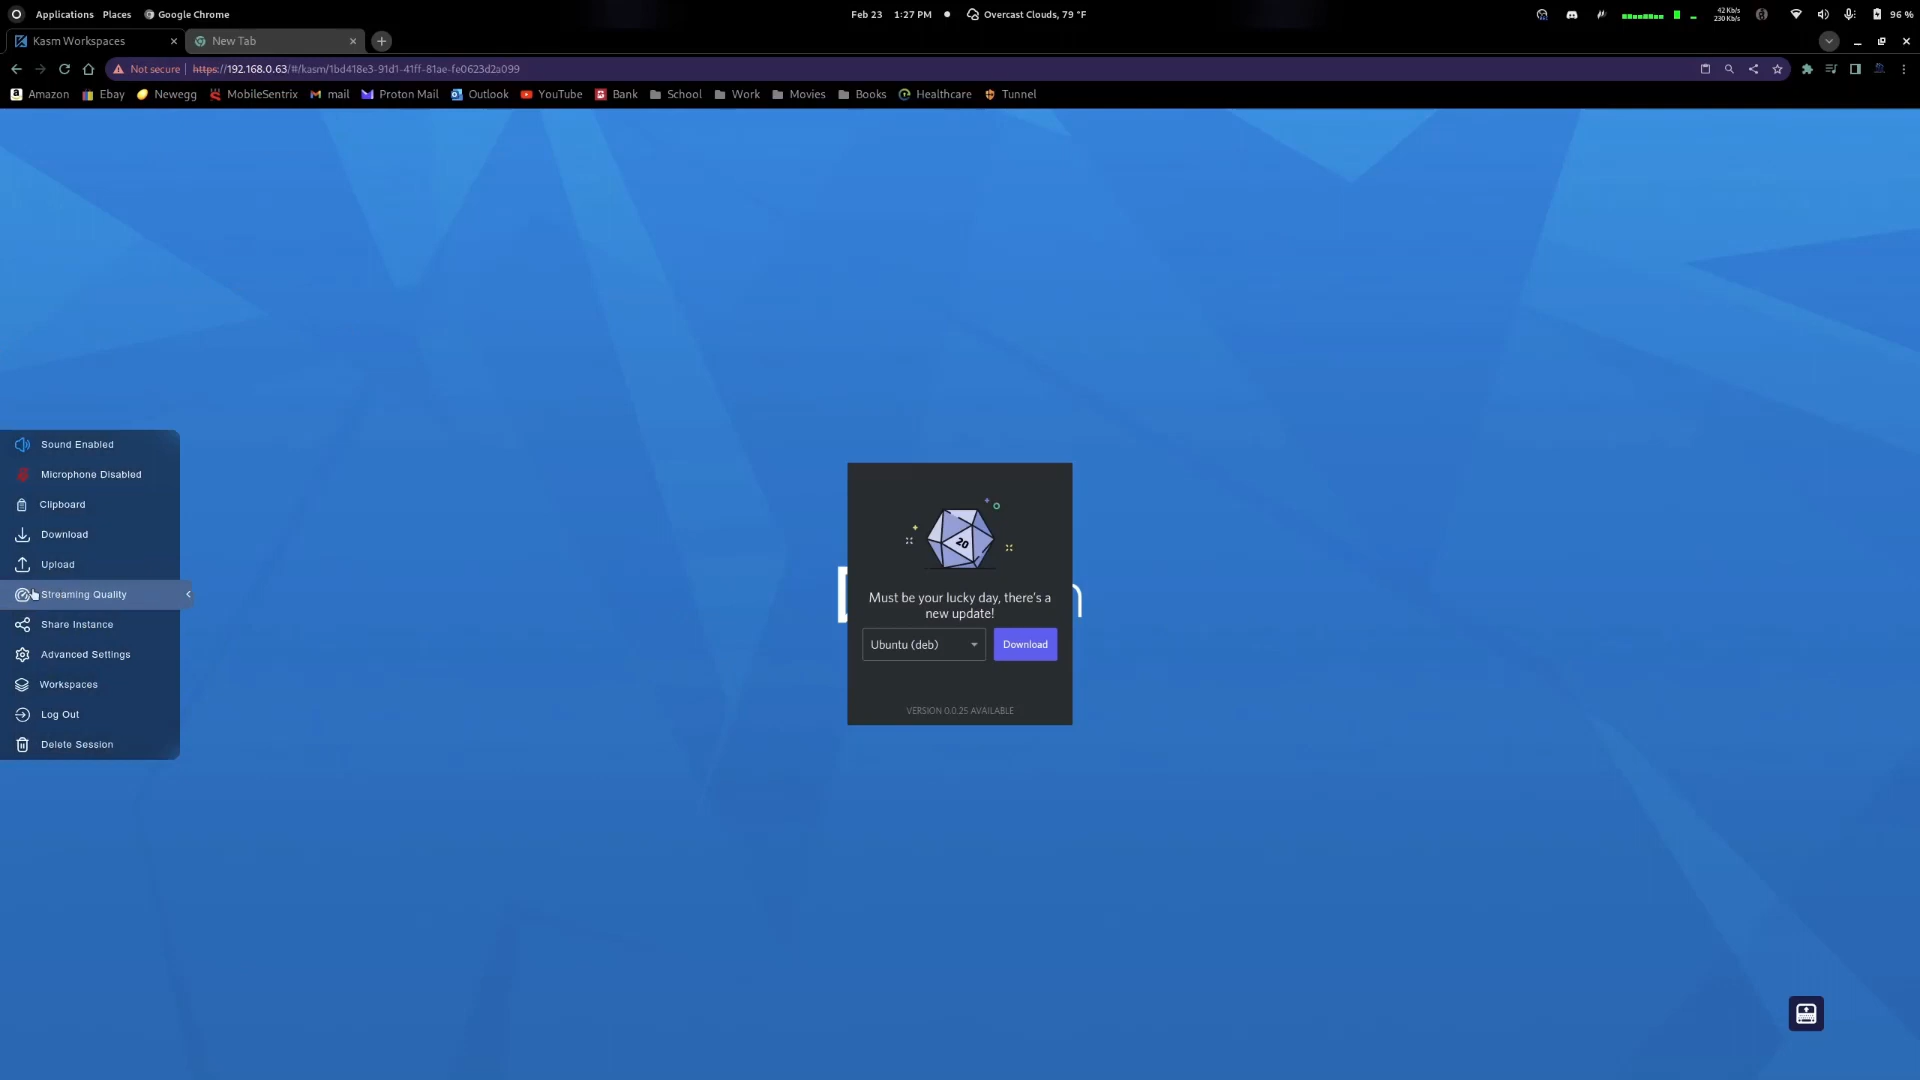 Applications Places Google Chrome Feb 23 1:27 PM Overcast Clouds, 79 °F 42 Kb/s 230 Kb/s 96 %
Kasm Workspaces New Tab
Not secure https://192.168.0.63/#/kasm/1bd418e3-91d1-41ff-81ae-fe0623d2a099
Amazon Ebay Newegg MobileSentrix mail Proton Mail Outlook YouTube Bank School Work Movies Books Healthcare Tunnel
Sound Enabled
Microphone Disabled
Clipboard
Download
Upload
Streaming Quality
Share Instance
Advanced Settings
Workspaces
Log Out
Delete Session
20
Must be your lucky day, there's a
new update!
Ubuntu (deb) Download
VERSION 0.0.25 AVAILABLE